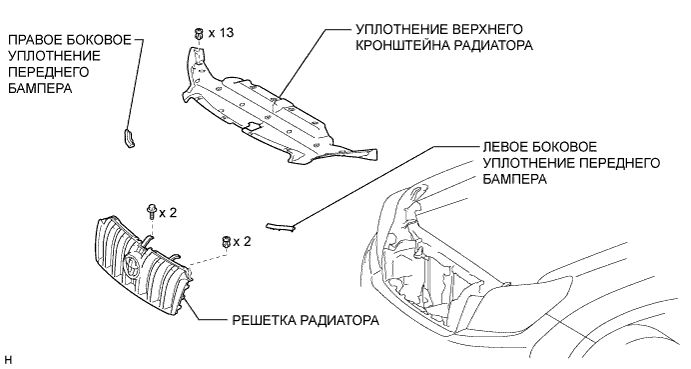 ПРАВОЕ БОКОВОЕ
УПЛОТНЕНИЕ
ПЕРЕДНЕГО
БАМПЕРА
x 13
УПЛОТНЕНИЕ ВЕРХНЕГО
КРОНШТЕЙНА РАДИАТОРА
ЛЕВОЕ БОКОВОЕ
УПЛОТНЕНИЕ ПЕРЕДНЕГО
БАМПЕРА
x 2
x 2
РЕШЕТКА РАДИАТОРА
H